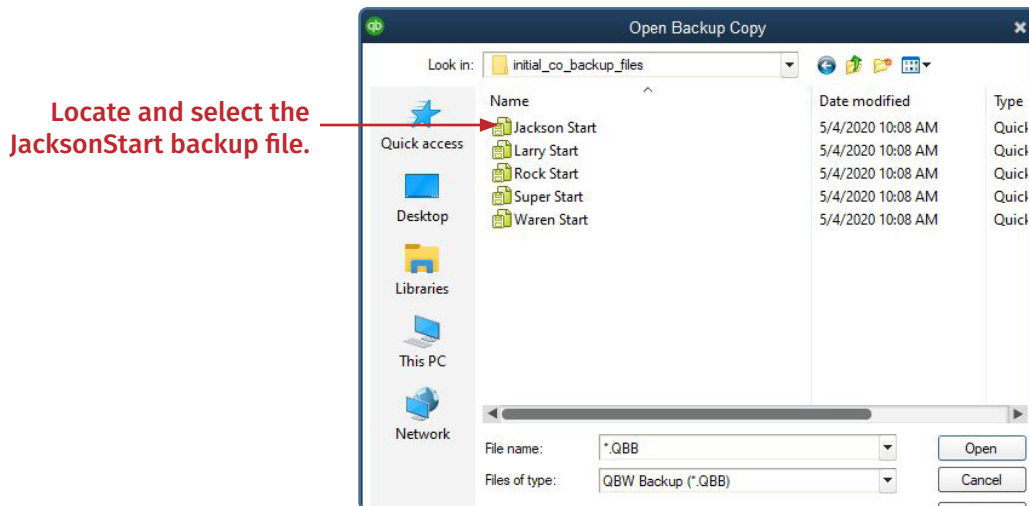 qb
Open Backup Copy
Look in: initial_co_backup_files
Locate and select the
JacksonStart backup file.
Name Date modified Type
Jackson Start 5/4/2020 10:08 AM Quick
Larry Start 5/4/2020 10:08 AM Quick
Rock Start 5/4/2020 10:08 AM Quick
Super Start 5/4/2020 10:08 AM Quick
Waren Start 5/4/2020 10:08 AM Quick
Quick access
Desktop
Libraries
This PC
Network
File name: *.QBB Open
Files of type: QBW Backup (*.QBB) Cancel